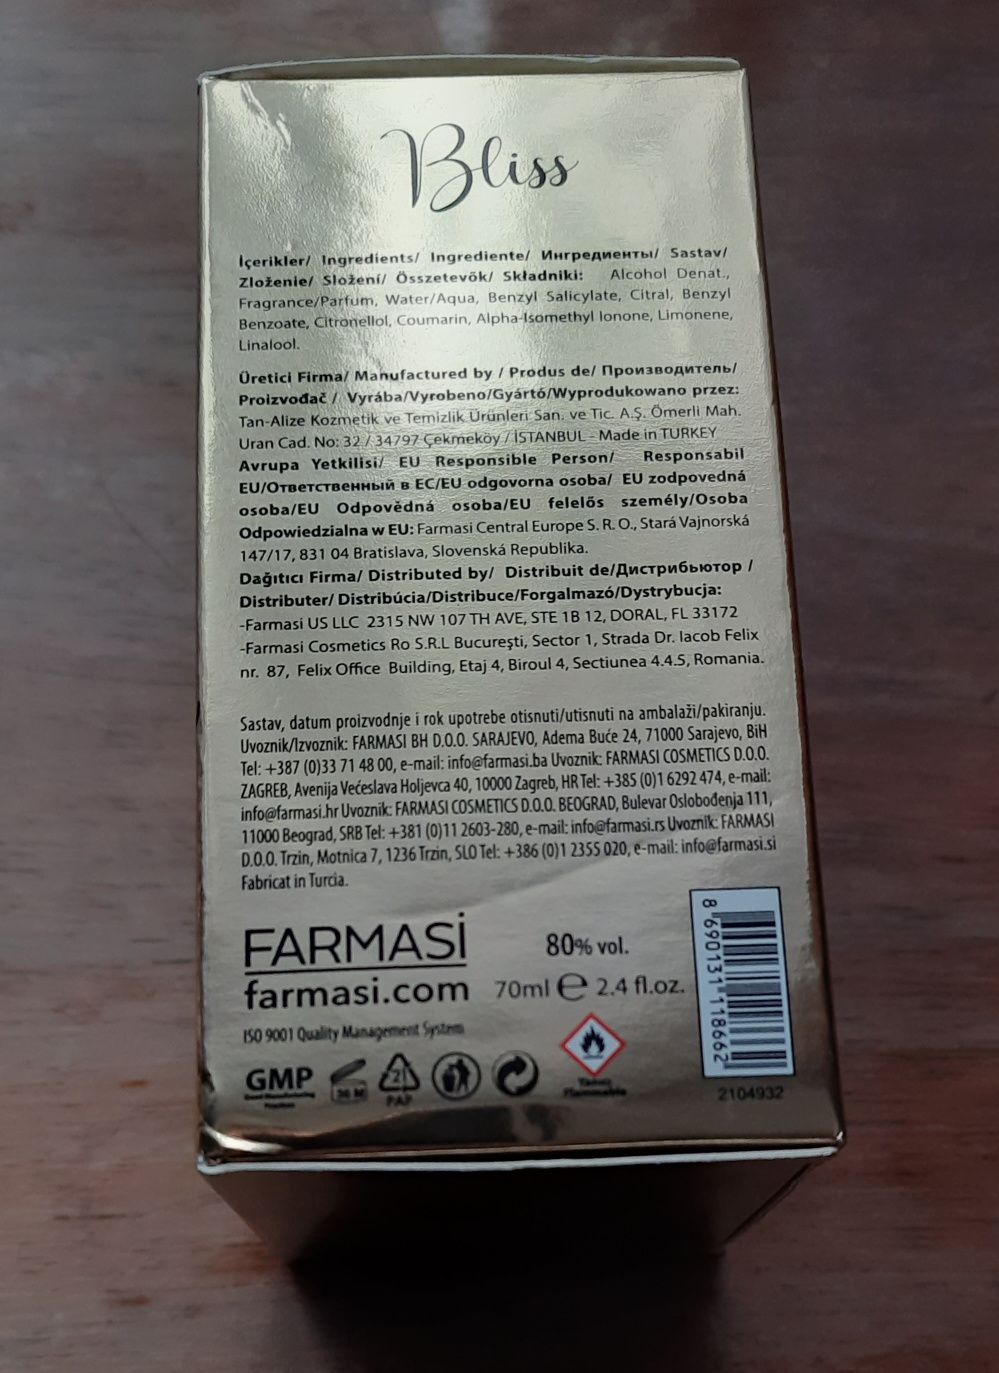 Bliss
İçerikler/ Ingredients/ Ingrediente/ Ингредиенты/ Sastav/
Zloženie/ Složení/ Összetevők/ Składniki: Alcohol Denat.,
Fragrance/Parfum, Water/Aqua, Benzyl Salicylate, Citral, Benzyl
Benzoate, Citronellol, Coumarin, Alpha-Isomethyl Ionone, Limonene,
Linalool.
Üretici Firma/ Manufactured by / Produs de/ Производитель/
Proizvođač / Vyrába/Vyrobeno/Gyártó/Wyprodukowano przez:
Tan-Alize Kozmetik ve Temizlik Ürünleri San. ve Tic. A.Ş. Ömerli Mah.
Uran Cad. No: 32 / 34797 Çekmeköy / İSTANBUL - Made in TURKEY
Avrupa Yetkilisi/ EU Responsible Person/ Responsabil
EU/Ответственный в ЕС/EU odgovorna osoba/ EU zodpovedná
osoba/EU Odpovědná osoba/EU felelős személy/Osoba
Odpowiedzialna w EU: Farmasi Central Europe S. R. O., Stará Vajnorská
147/17, 831 04 Bratislava, Slovenská Republika.
Dağıtıcı Firma/ Distributed by/ Distribuit de/Дистрибьютор /
Distributer/ Distribúcia/Distribuce/Forgalmazó/Dystrybucja:
-Farmasi US LLC 2315 NW 107 TH AVE, STE 1B 12, DORAL, FL 33172
-Farmasi Cosmetics Ro S.R.L Bucureşti, Sector 1, Strada Dr. Iacob Felix
nr. 87, Felix Office Building, Etaj 4, Biroul 4, Sectiunea 4.4.5, Romania.
Sastav, datum proizvodnje i rok upotrebe otisnuti/utisnuti na ambalaži/pakiranju.
Uvoznik/Izvoznik: FARMASI BH D.O.O. SARAJEVO, Adema Buće 24, 71000 Sarajevo, BiH
Tel: +387 (0)33 71 48 00, e-mail: info@farmasi.ba Uvoznik: FARMASI COSMETICS D.O.O.
ZAGREB, Avenija Većeslava Holjevca 40, 10000 Zagreb, HR Tel: +385 (0)1 6292 474, e-mail:
info@farmasi.hr Uvoznik: FARMASI COSMETICS D.O.O. BEOGRAD, Bulevar Oslobođenja 111,
11000 Beograd, SRB Tel: +381 (0)11 2603-280, e-mail: info@farmasi.rs Uvoznik: FARMASI
D.O.O. Trzin, Motnica 7, 1236 Trzin, SLO Tel: +386 (0)1 2355 020, e-mail: info@farmasi.si
Fabricat in Turcia.
FARMASİ
farmasi.com
80% vol.
70ml e 2.4 fl.oz.
ISO 9001 Quality Management System
GMP
Good Manufacturing
Practice
36 M
21
PAP
Flammable
8 690131 118662
2104932